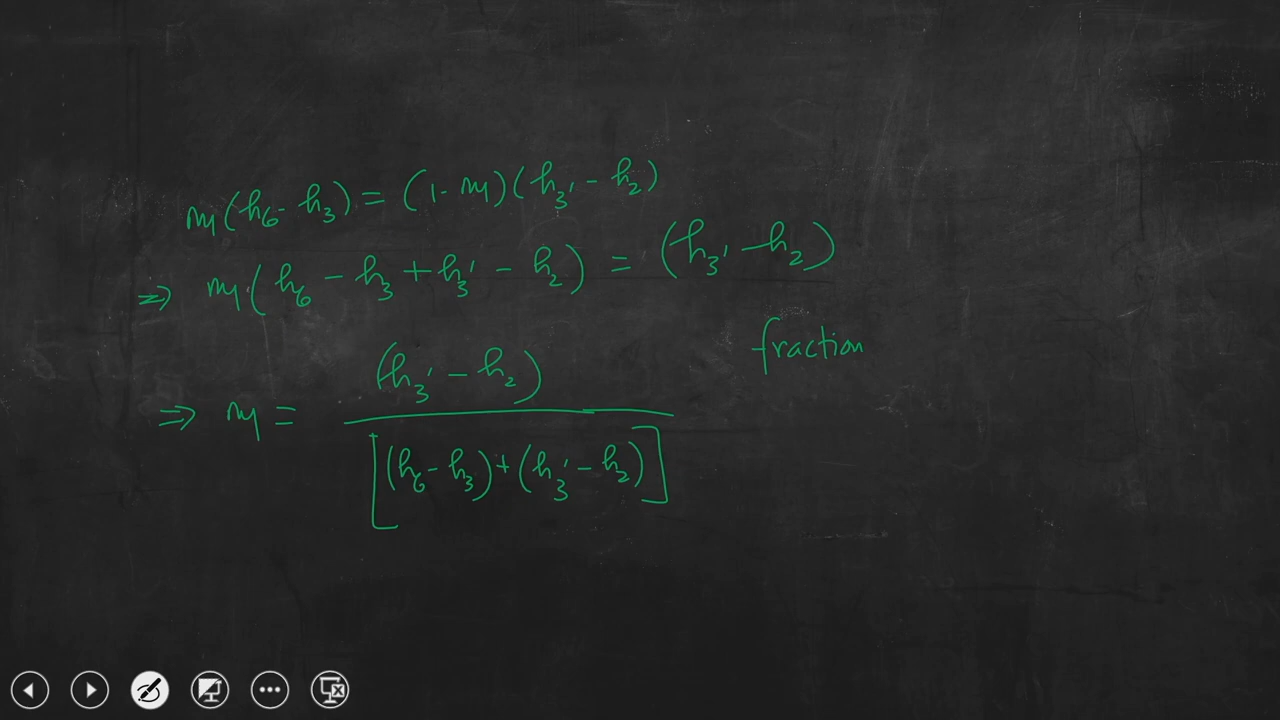 m₁(h₆ - h₃) = (1 - m₁)(h₃' - h₂)
⇒ m₁(h₆ - h₃ + h₃' - h₂) = (h₃' - h₂)
fraction
⇒ m₁ = (h₃' - h₂) / [(h₆ - h₃) + (h₃' - h₂)]